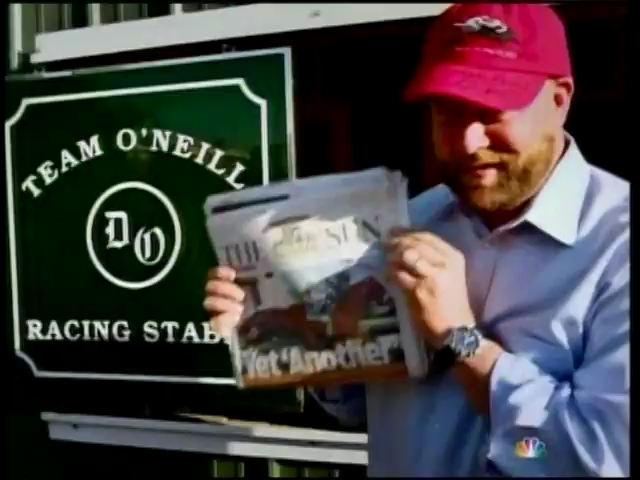 TEAM O'NEILL
DO
RACING STAB
THE SUN
Yet 'Another'